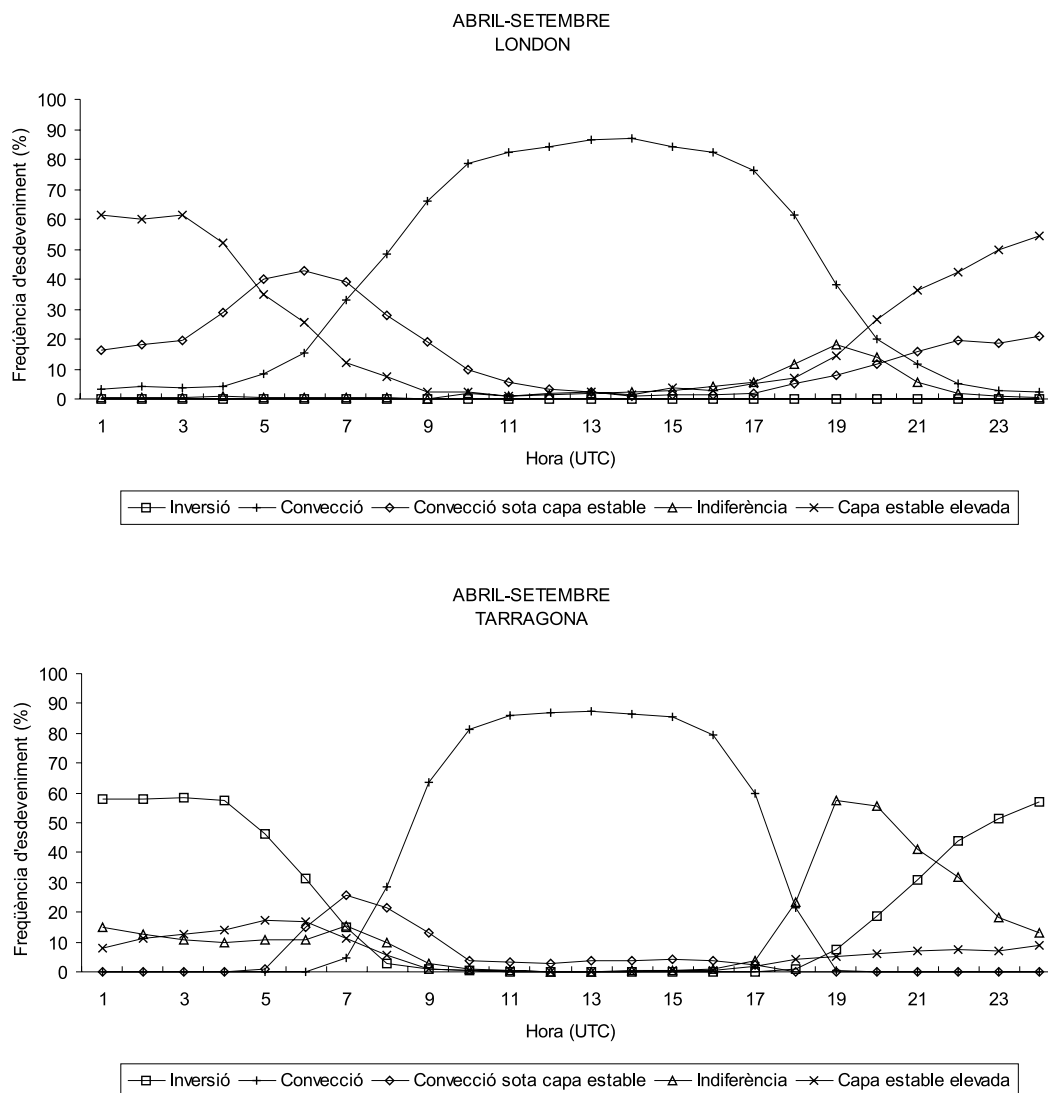 ABRIL-SETEMBRE
LONDON
Freqúència d'esdeveniment (%)
100
90
80
70
60
50
40
30
20
10
0
1 3 5 7 9 11 13 15 17 19 21 23
Hora (UTC)
Inversió Convecció Convecció sota capa estable Indiferència Capa estable elevada
ABRIL-SETEMBRE
TARRAGONA
Freqüència d'esdeveniment (%)
100
90
80
70
60
50
40
30
20
10
0
1 3 5 7 9 11 13 15 17 19 21 23
Hora (UTC)
Inversió Convecció Convecció sota capa estable Indiferència Capa estable elevada